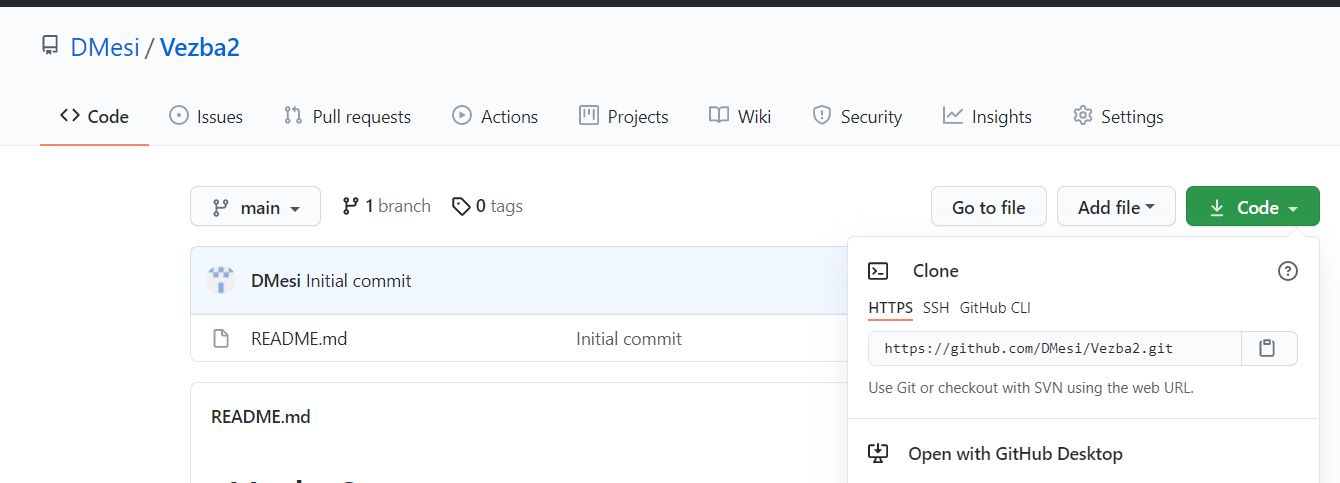 DMesi / Vezba2
Code Issues Pull requests Actions Projects Wiki Security Insights Settings
main 1 branch 0 tags Go to file Add file Code
DMesi Initial commit
README.md Initial commit
README.md
Clone
HTTPS SSH GitHub CLI
https://github.com/DMesi/Vezba2.git
Use Git or checkout with SVN using the web URL.
Open with GitHub Desktop